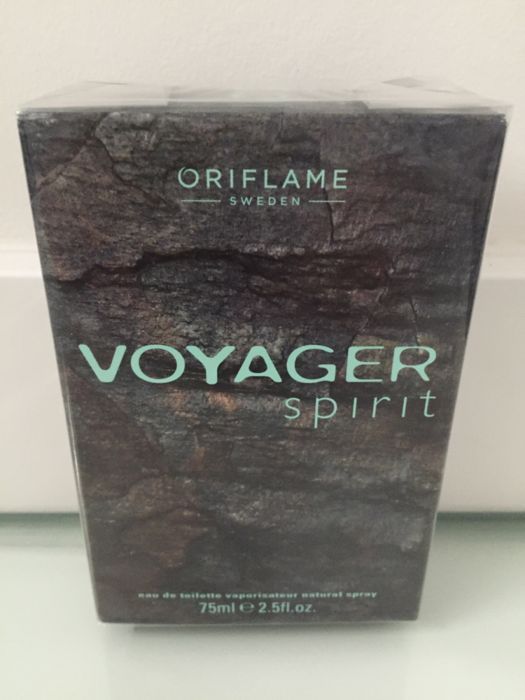 ORIFLAME
SWEDEN
VOYAGER
spirit
eau de toilette vaporisateur natural spray
75ml ℮ 2.5fl.oz.